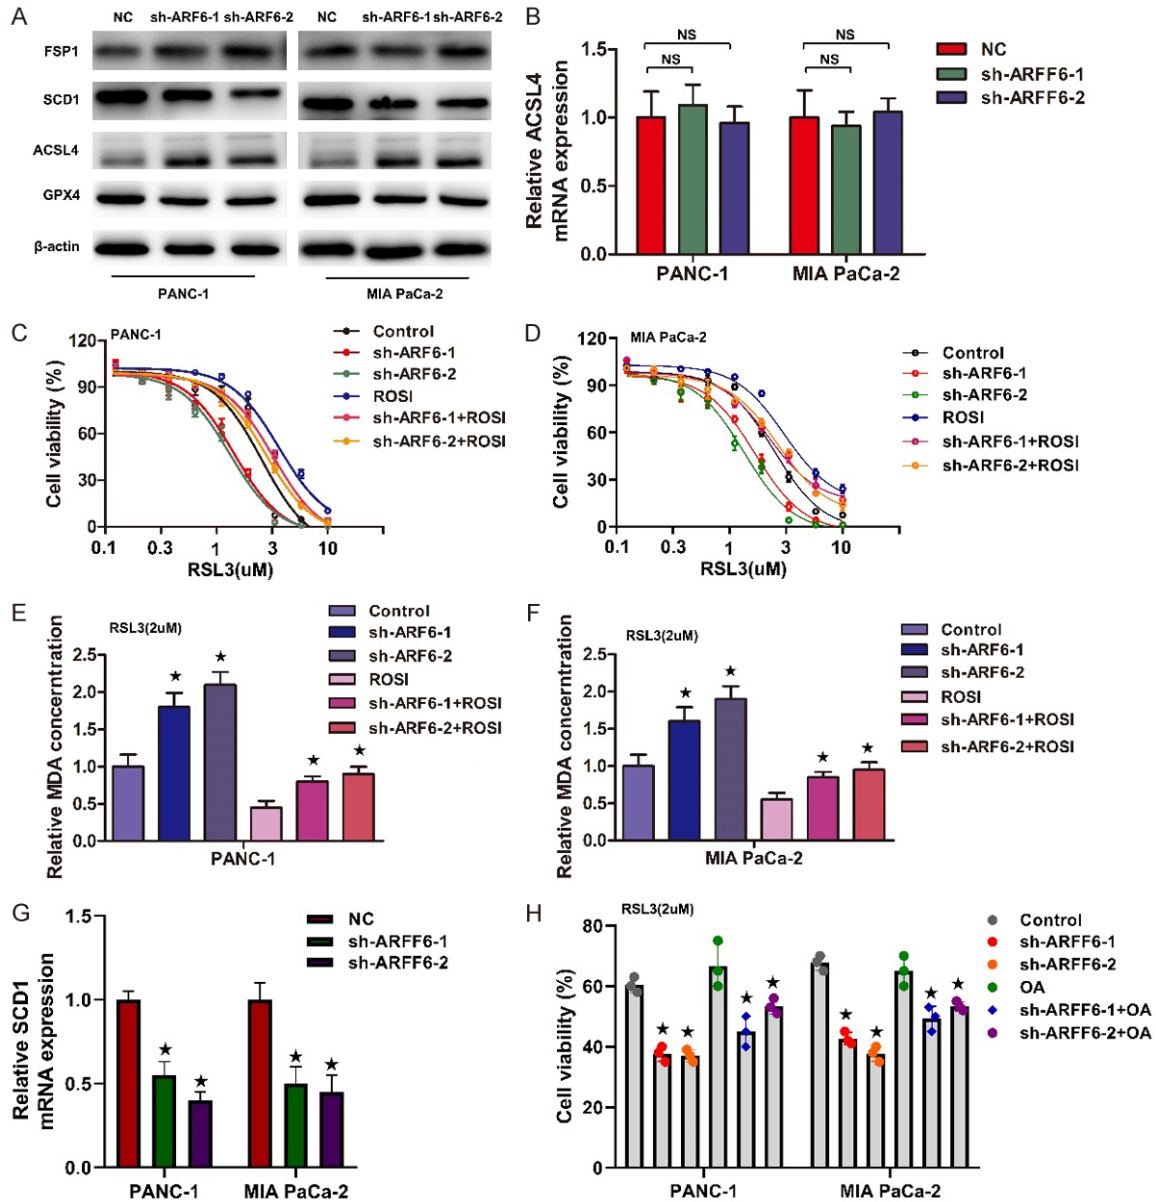 A
NC sh-ARF6-1 sh-ARF6-2 NC sh-ARF6-1 sh-ARF6-2
FSP1
SCD1
ACSL4
GPX4
β-actin
PANC-1 MIA PaCa-2
B
Relative ACSL4
mRNA expression
1.5
1.0
0.5
0.0
NS NS
NS NS
PANC-1 MIA PaCa-2
NC
sh-ARFF6-1
sh-ARFF6-2
C
PANC-1
Cell viability (%)
120
90
60
30
0
0.1 0.3 1 3 10
RSL3(uM)
Control
sh-ARF6-1
sh-ARF6-2
ROSI
sh-ARF6-1+ROSI
sh-ARF6-2+ROSI
D
MIA PaCa-2
Cell viability (%)
120
90
60
30
0
0.1 0.3 1 3 10
RSL3(uM)
Control
sh-ARF6-1
sh-ARF6-2
ROSI
sh-ARF6-1+ROSI
sh-ARF6-2+ROSI
E
RSL3(2uM)
Relative MDA concerntration
2.5
2.0
1.5
1.0
0.5
0.0
PANC-1
Control
sh-ARF6-1
sh-ARF6-2
ROSI
sh-ARF6-1+ROSI
sh-ARF6-2+ROSI
F
RSL3(2uM)
Relative MDA concentration
2.5
2.0
1.5
1.0
0.5
0.0
MIA PaCa-2
Control
sh-ARF6-1
sh-ARF6-2
ROSI
sh-ARF6-1+ROSI
sh-ARF6-2+ROSI
G
Relative SCD1
mRNA expression
1.5
1.0
0.5
0.0
PANC-1 MIA PaCa-2
NC
sh-ARFF6-1
sh-ARFF6-2
H
RSL3(2uM)
Cell viability (%)
80
60
40
20
0
PANC-1 MIA PaCa-2
Control
sh-ARFF6-1
sh-ARFF6-2
OA
sh-ARFF6-1+OA
sh-ARFF6-2+OA